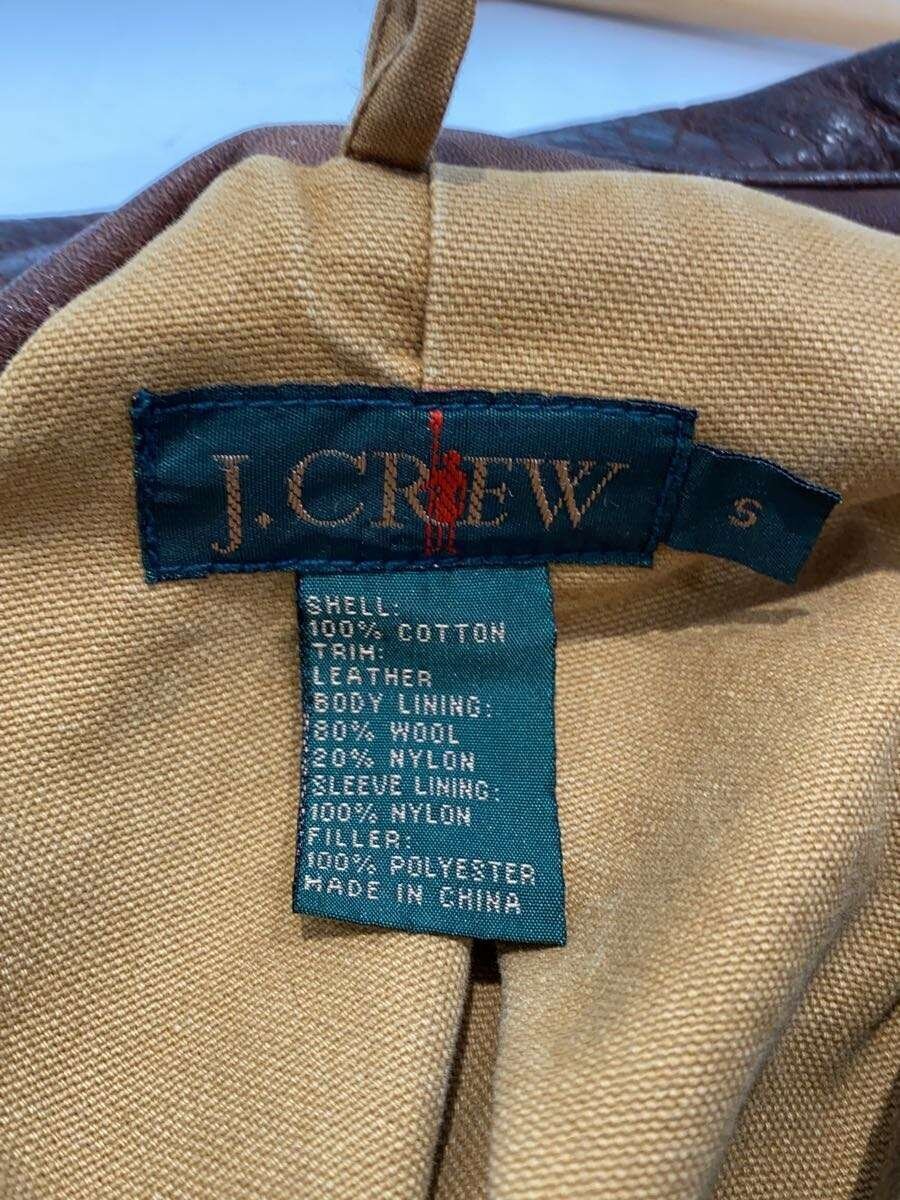 J.CREW
S
SHELL:
100% COTTON
TRIM:
LEATHER
BODY LINING:
80% WOOL
20% NYLON
SLEEVE LINING:
100% NYLON
FILLER:
100% POLYESTER
MADE IN CHINA